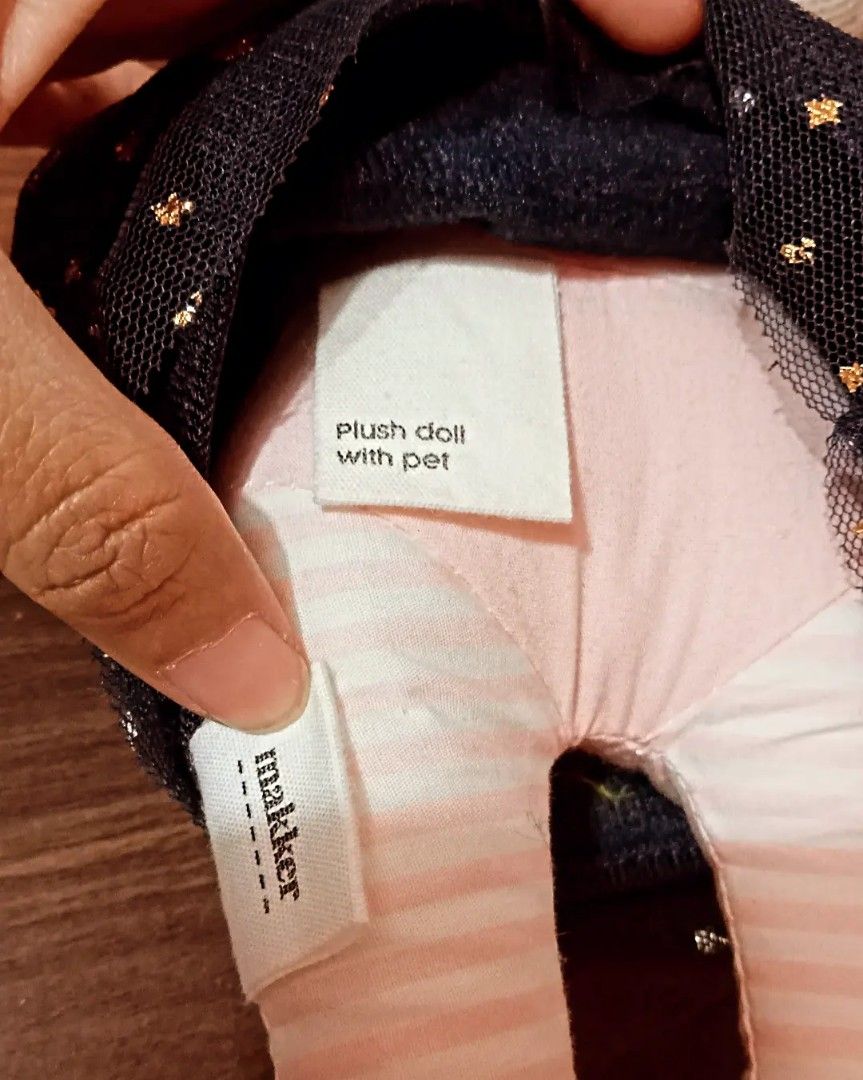 plush doll
with pet
makker